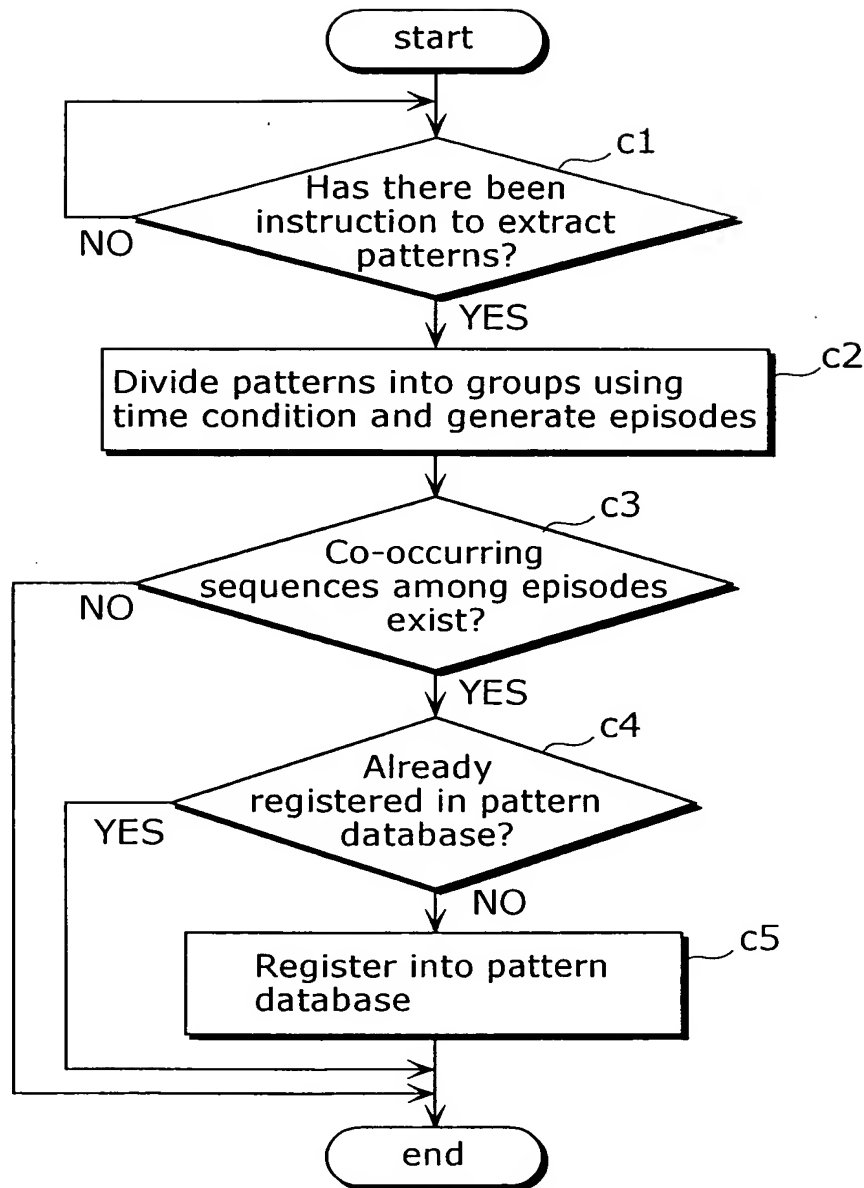 start
c1
Has there been
instruction to extract
patterns?
NO
YES
c2
Divide patterns into groups using
time condition and generate episodes
c3
Co-occurring
sequences among episodes
exist?
NO
YES
c4
Already
registered in pattern
database?
YES
NO
c5
Register into pattern
database
end